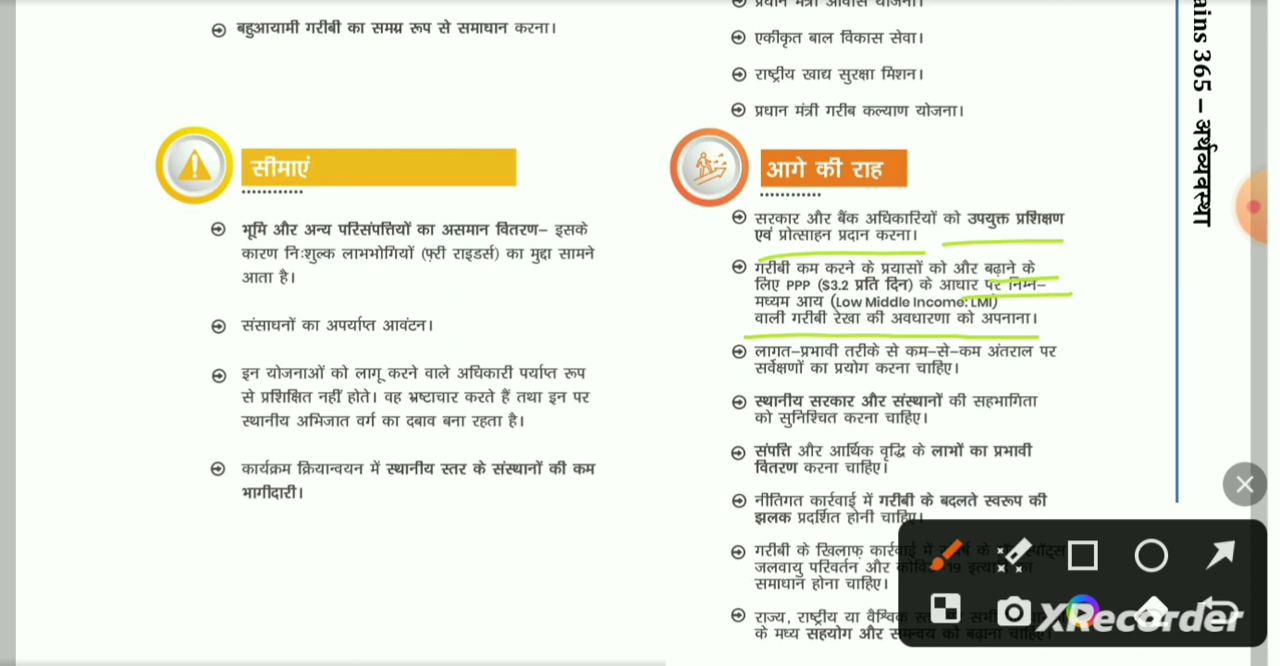 बहुआयामी गरीबी का समग्र रूप से समाधान करना।
प्रधान मंत्री आवास योजना।
एकीकृत बाल विकास सेवा।
राष्ट्रीय खाद्य सुरक्षा मिशन।
प्रधान मंत्री गरीब कल्याण योजना।
सीमाएं
भूमि और अन्य परिसंपत्तियों का असमान वितरण– इसके
कारण निःशुल्क लाभभोगियों (फ़्री राइडर्स) का मुद्दा सामने
आता है।
संसाधनों का अपर्याप्त आवंटन।
इन योजनाओं को लागू करने वाले अधिकारी पर्याप्त रूप
से प्रशिक्षित नहीं होते। वह भ्रष्टाचार करते हैं तथा इन पर
स्थानीय अभिजात वर्ग का दबाव बना रहता है।
कार्यक्रम क्रियान्वयन में स्थानीय स्तर के संस्थानों की कम
भागीदारी।
आगे की राह
सरकार और बैंक अधिकारियों को उपयुक्त प्रशिक्षण
एवं प्रोत्साहन प्रदान करना।
गरीबी कम करने के प्रयासों को और बढ़ाने के
लिए PPP ($3.2 प्रति दिन) के आधार पर निम्न–
मध्यम आय (Low Middle Income: LMI)
वाली गरीबी रेखा की अवधारणा को अपनाना।
लागत–प्रभावी तरीके से कम–से–कम अंतराल पर
सर्वेक्षणों का प्रयोग करना चाहिए।
स्थानीय सरकार और संस्थानों की सहभागिता
को सुनिश्चित करना चाहिए।
संपत्ति और आर्थिक वृद्धि के लाभों का प्रभावी
वितरण करना चाहिए।
नीतिगत कार्रवाई में गरीबी के बदलते स्वरूप की
झलक प्रदर्शित होनी चाहिए।
गरीबी के खिलाफ़ कार्रवाई में
जलवायु परिवर्तन और
समाधान होना चाहिए।
राज्य, राष्ट्रीय या वैश्विक
के मध्य सहयोग और समन्वय को बढ़ाना चाहिए।
ains 365 – अर्थव्यवस्था
XRecorder